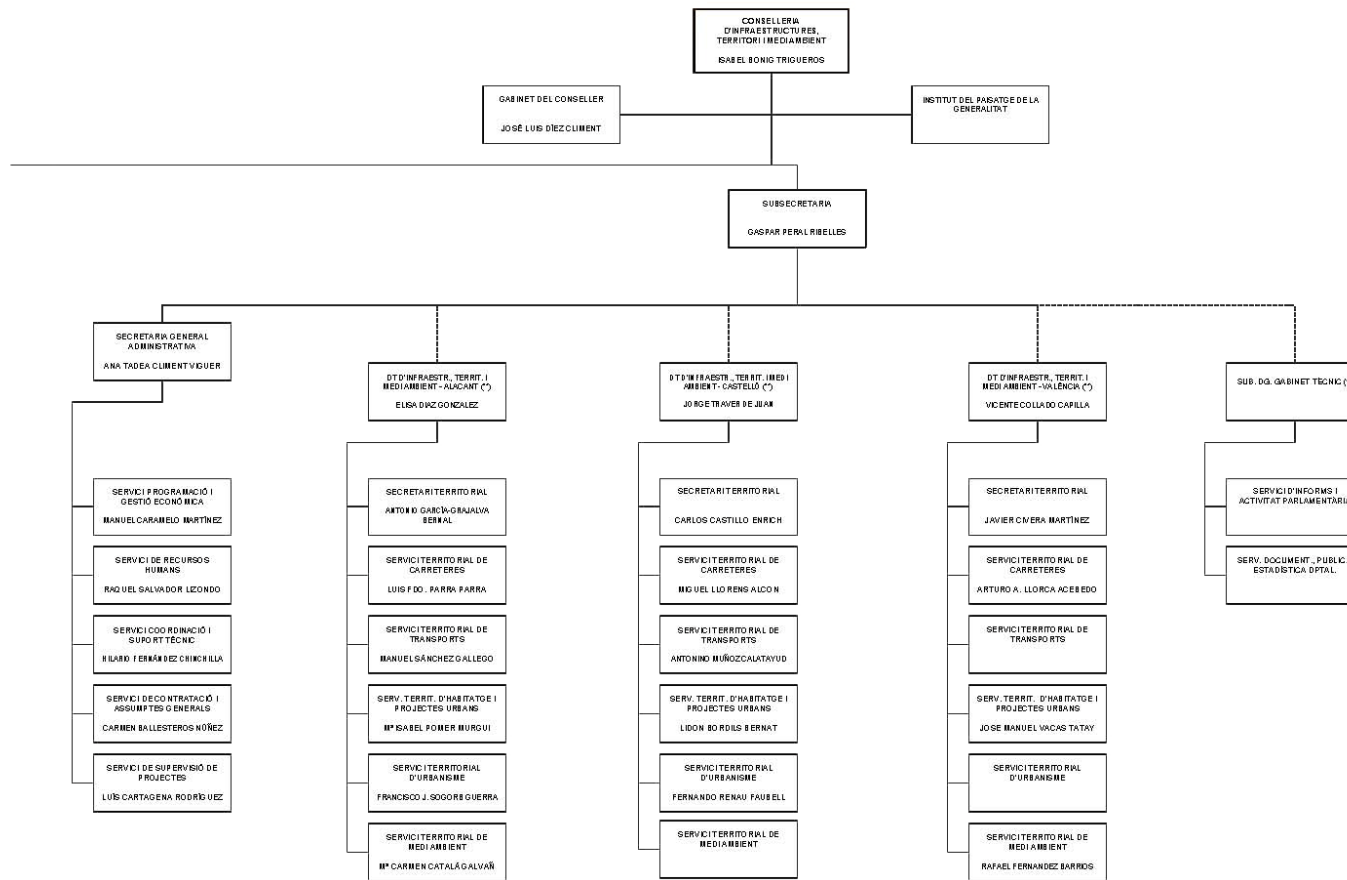 CONSELLERIA
D'INFRAESTRUCTURES,
TERRITORI I MEDI AMBIENT
ISABEL BONIG TRIGUEROS
GABINET DEL CONSELLER
JOSÉ LUIS DÍEZ CLIMENT
INSTITUT DEL PAISATGE DE LA
GENERALITAT
SUBSECRETARIA
GASPAR PERAL RIBELLES
SECRETARIA GENERAL
ADMINISTRATIVA
ANA TADEA CLIMENT VIGUER
SERVICI PROGRAMACIÓ I
GESTIÓ ECONÒMICA
MANUEL CARAMELO MARTÍNEZ
SERVICI DE RECURSOS
HUMANS
RAQUEL SALVADOR LIZONDO
SERVICI COORDINACIÓ I
SUPORT TÈCNIC
HILARIO FERNÁNDEZ CHINCHILLA
SERVICI DE CONTRATACIÓ I
ASSUMPTES GENERALS
CARMEN BALLESTEROS NÚÑEZ
SERVICI DE SUPERVISIÓ DE
PROJECTES
LUÍS CARTAGENA RODRÍGUEZ
DT D'INFRAESTR., TERRIT. I
MEDI AMBIENT - ALACANT (**)
ELISA DIAZ GONZALEZ
SECRETARI TERRITORIAL
ANTONIO GARCÍA-GRAJALVA
BERNAL
SERVICI TERRITORIAL DE
CARRETERES
LUIS FDO. PARRA PARRA
SERVICI TERRITORIAL DE
TRANSPORTS
MANUEL SÁNCHEZ GALLEGO
SERV. TERRIT. D'HABITATGE I
PROJECTES URBANS
Mª ISABEL POMER MURGUI
SERVICI TERRITORIAL
D'URBANISME
FRANCISCO J. SOGORB GUERRA
SERVICI TERRITORIAL DE
MEDI AMBIENT
Mª CARMEN CATALÁ GALVAÑ
DT D'INFRAESTR., TERRIT. I MEDI
AMBIENT - CASTELLÓ (**)
JORGE TRAVER DE JUAN
SECRETARI TERRITORIAL
CARLOS CASTILLO ENRICH
SERVICI TERRITORIAL DE
CARRETERES
MIGUEL LLORENS ALCON
SERVICI TERRITORIAL DE
TRANSPORTS
ANTONINO MUÑOZ CALATAYUD
SERV. TERRIT. D'HABITATGE I
PROJECTES URBANS
LIDON BORDILS BERNAT
SERVICI TERRITORIAL
D'URBANISME
FERNANDO RENAU FAUBELL
SERVICI TERRITORIAL DE
MEDI AMBIENT
DT D'INFRAESTR., TERRIT. I
MEDI AMBIENT - VALÈNCIA (**)
VICENTE COLLADO CAPILLA
SECRETARI TERRITORIAL
JAVIER CIVERA MARTÍNEZ
SERVICI TERRITORIAL DE
CARRETERES
ARTURO A. LLORCA ACEBEDO
SERVICI TERRITORIAL DE
TRANSPORTS
SERV. TERRIT. D'HABITATGE I
PROJECTES URBANS
JOSE MANUEL VACAS TATAY
SERVICI TERRITORIAL
D'URBANISME
SERVICI TERRITORIAL DE
MEDI AMBIENT
RAFAEL FERNANDEZ BARRIOS
SUB. DG. GABINET TÈCNIC (*
SERVICI D'INFORMS I
ACTIVITAT PARLAMENTÀRIA
SERV. DOCUMENT., PUBLIC.
ESTADÍSTICA DPTAL.